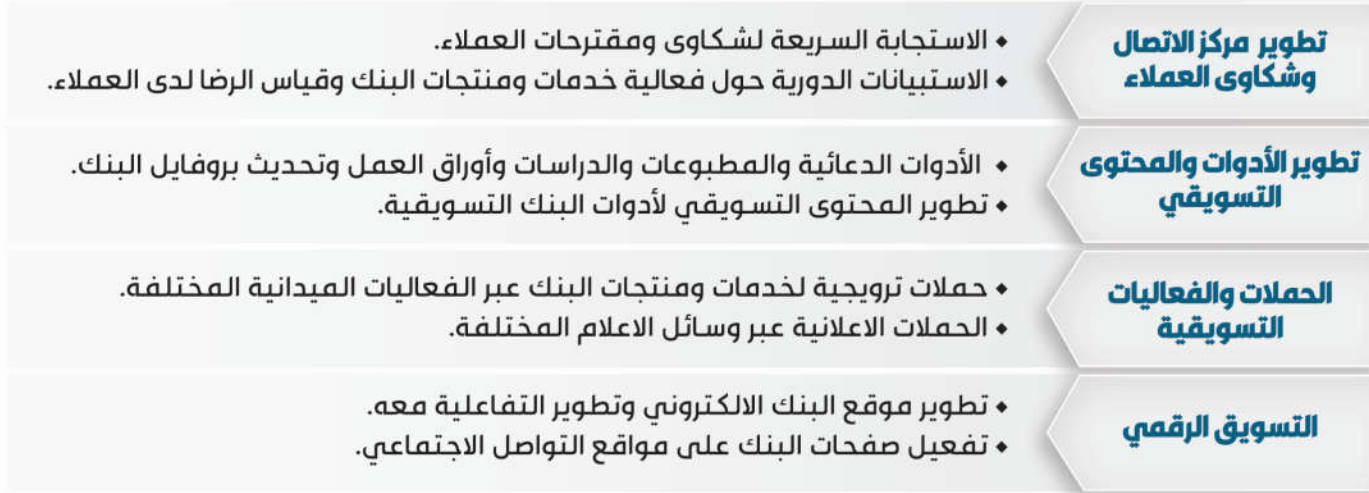 تطوير مركز الاتصال
وشكاوى العملاء
◆ الاستجابة السريعة لشكاوى ومقترحات العملاء.
◆ الاستبيانات الدورية حول فعالية خدمات ومنتجات البنك وقياس الرضا لدى العملاء.
تطوير الأدوات والمحتوى
التسويقي
◆ الأدوات الدعائية والمطبوعات والدراسات وأوراق العمل وتحديث بروفايل البنك.
◆ تطوير المحتوى التسويقي لأدوات البنك التسويقية.
الحملات والفعاليات
التسويقية
◆ حملات ترويجية لخدمات ومنتجات البنك عبر الفعاليات الميدانية المختلفة.
◆ الحملات الاعلانية عبر وسائل الاعلام المختلفة.
التسويق الرقمي
◆ تطوير موقع البنك الالكتروني وتطوير التفاعلية معه.
◆ تفعيل صفحات البنك على مواقع التواصل الاجتماعي.